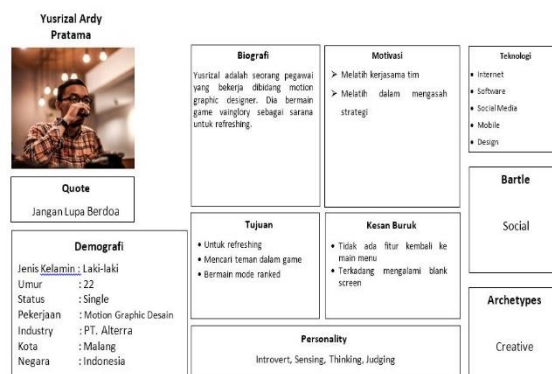 Yusrizal Ardy
Pratama
Quote
Jangan Lupa Berdoa
Demografi
Jenis Kelamin : Laki-laki
Umur : 22
Status : Single
Pekerjaan : Motion Graphic Desain
Industry : PT. Alterra
Kota : Malang
Negara : Indonesia
Biografi
Yusrizal adalah seorang pegawai
yang bekerja dibidang motion
graphic designer. Dia bermain
game vainglory sebagai sarana
untuk refreshing.
Motivasi
➢ Melatih kerjasama tim
➢ Melatih dalam mengasah
strategi
Teknologi
• Internet
• Software
• Social Media
• Mobile
• Design
Tujuan
• Untuk refreshing
• Mencari teman dalam game
• Bermain mode ranked
Kesan Buruk
• Tidak ada fitur kembali ke
main menu
• Terkadang mengalami blank
screen
Bartle
Social
Personality
Introvert, Sensing, Thinking, Judging
Archetypes
Creative